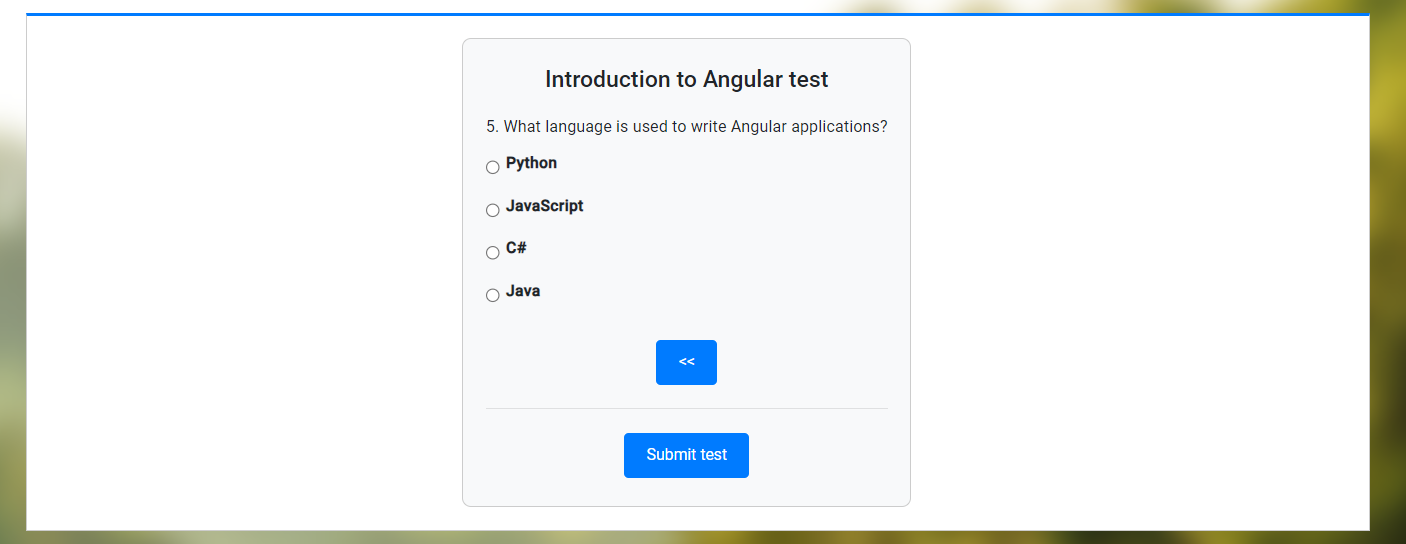 Introduction to Angular test
5. What language is used to write Angular applications?
Python
JavaScript
C#
Java
<<
Submit test